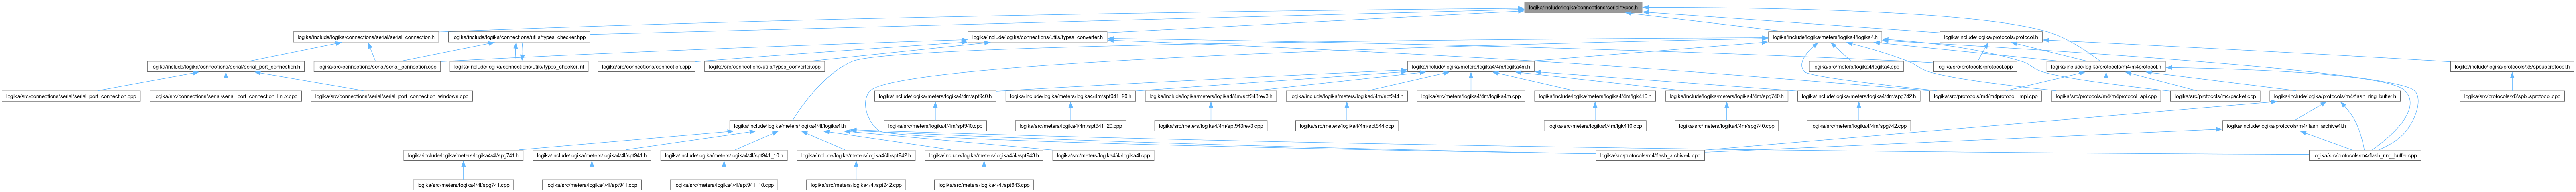 logika/include/logika/connections/serial/types.h
logika/include/logika/connections/serial/serial_connection.h
logika/include/logika/connections/utils/types_checker.hpp
logika/include/logika/connections/utils/types_converter.h
logika/include/logika/meters/logika4/logika4.h
logika/include/logika/protocols/protocol.h
logika/include/logika/connections/serial/serial_port_connection.h
logika/src/connections/serial/serial_connection.cpp
logika/include/logika/connections/utils/types_checker.inl
logika/src/connections/connection.cpp
logika/src/connections/utils/types_converter.cpp
logika/include/logika/meters/logika4/4m/logika4m.h
logika/src/meters/logika4/logika4.cpp
logika/src/protocols/protocol.cpp
logika/include/logika/protocols/m4/m4protocol.h
logika/include/logika/protocols/x6/spbusprotocol.h
logika/src/connections/serial/serial_port_connection.cpp
logika/src/connections/serial/serial_port_connection_linux.cpp
logika/src/connections/serial/serial_port_connection_windows.cpp
logika/include/logika/meters/logika4/4m/spt940.h
logika/include/logika/meters/logika4/4m/spt941_20.h
logika/include/logika/meters/logika4/4m/spt943rev3.h
logika/include/logika/meters/logika4/4m/spt944.h
logika/src/meters/logika4/4m/logika4m.cpp
logika/include/logika/meters/logika4/4m/lgk410.h
logika/include/logika/meters/logika4/4m/spg740.h
logika/include/logika/meters/logika4/4m/spg742.h
logika/src/protocols/m4/m4protocol_impl.cpp
logika/src/protocols/m4/m4protocol_api.cpp
logika/src/protocols/m4/packet.cpp
logika/include/logika/protocols/m4/flash_ring_buffer.h
logika/src/protocols/x6/spbusprotocol.cpp
logika/include/logika/meters/logika4/4l/logika4l.h
logika/src/meters/logika4/4m/spt940.cpp
logika/src/meters/logika4/4m/spt941_20.cpp
logika/src/meters/logika4/4m/spt943rev3.cpp
logika/src/meters/logika4/4m/spt944.cpp
logika/src/meters/logika4/4m/lgk410.cpp
logika/src/meters/logika4/4m/spg740.cpp
logika/src/meters/logika4/4m/spg742.cpp
logika/include/logika/protocols/m4/flash_archive4l.h
logika/include/logika/meters/logika4/4l/spg741.h
logika/include/logika/meters/logika4/4l/spt941.h
logika/include/logika/meters/logika4/4l/spt941_10.h
logika/include/logika/meters/logika4/4l/spt942.h
logika/include/logika/meters/logika4/4l/spt943.h
logika/src/meters/logika4/4l/logika4l.cpp
logika/src/protocols/m4/flash_archive4l.cpp
logika/src/protocols/m4/flash_ring_buffer.cpp
logika/src/meters/logika4/4l/spg741.cpp
logika/src/meters/logika4/4l/spt941.cpp
logika/src/meters/logika4/4l/spt941_10.cpp
logika/src/meters/logika4/4l/spt942.cpp
logika/src/meters/logika4/4l/spt943.cpp